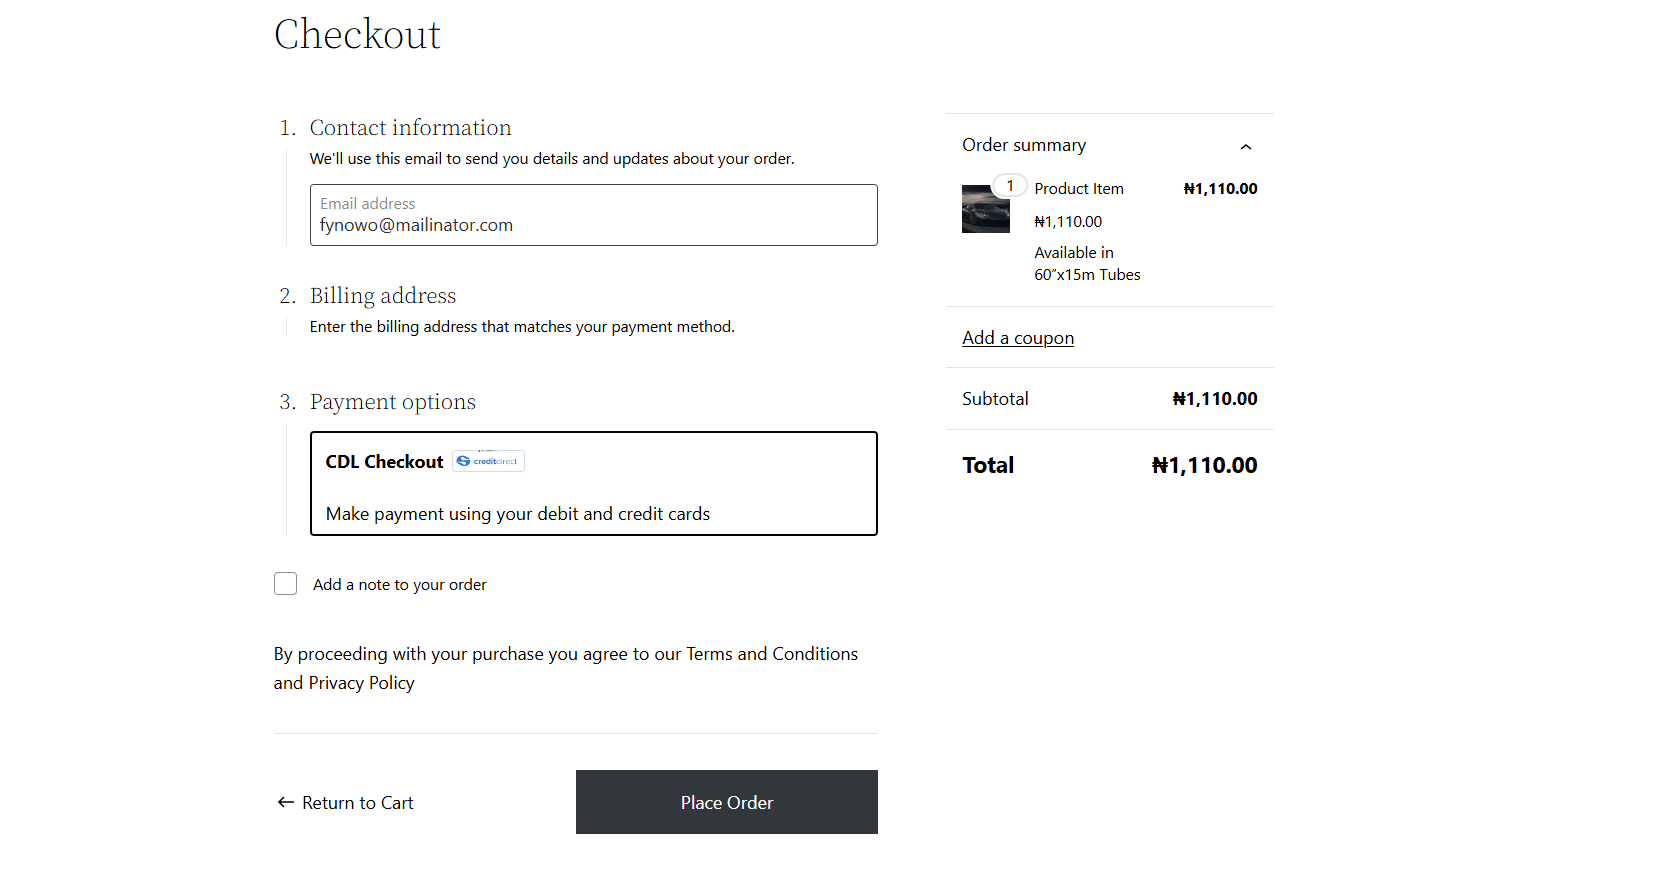 Checkout
1. Contact information
We'll use this email to send you details and updates about your order.
Email address
fynowo@mailinator.com
2. Billing address
Enter the billing address that matches your payment method.
3. Payment options
CDL Checkout creditdirect
Make payment using your debit and credit cards
Add a note to your order
By proceeding with your purchase you agree to our Terms and Conditions
and Privacy Policy
Return to Cart
Place Order
Order summary
1
Product Item ₦1,110.00
₦1,110.00
Available in
60″x15m Tubes
Add a coupon
Subtotal ₦1,110.00
Total ₦1,110.00